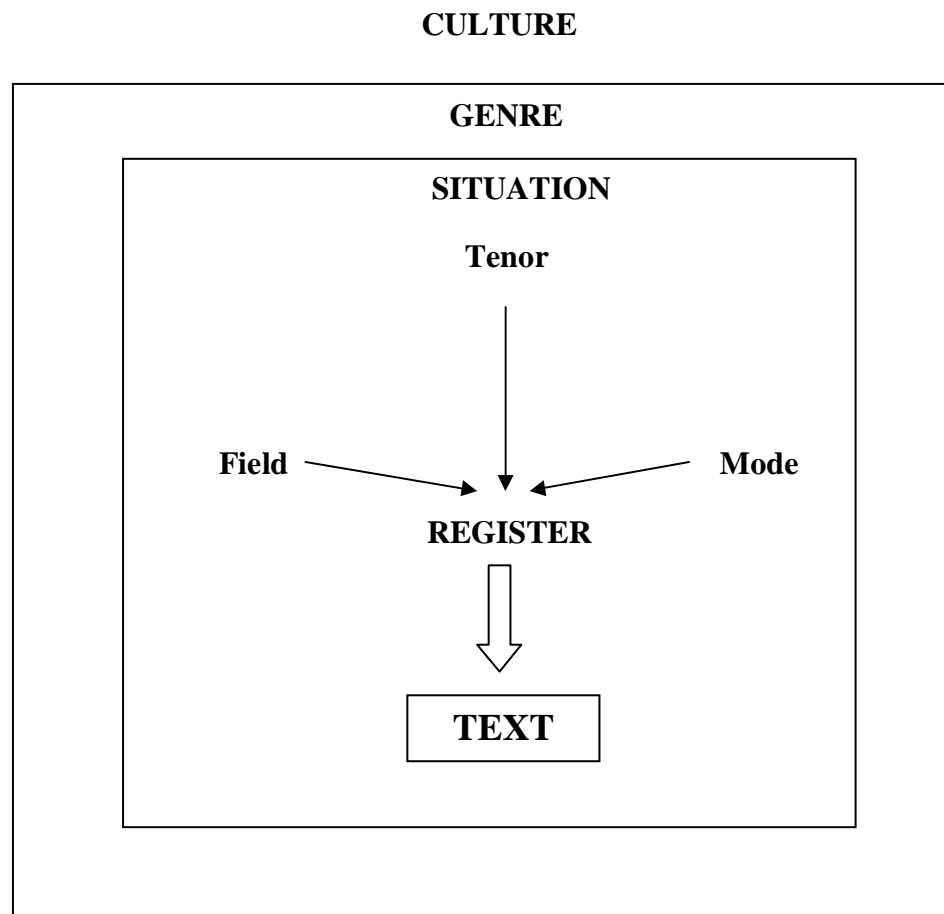 CULTURE
GENRE
SITUATION
Tenor
Field Mode
REGISTER
TEXT